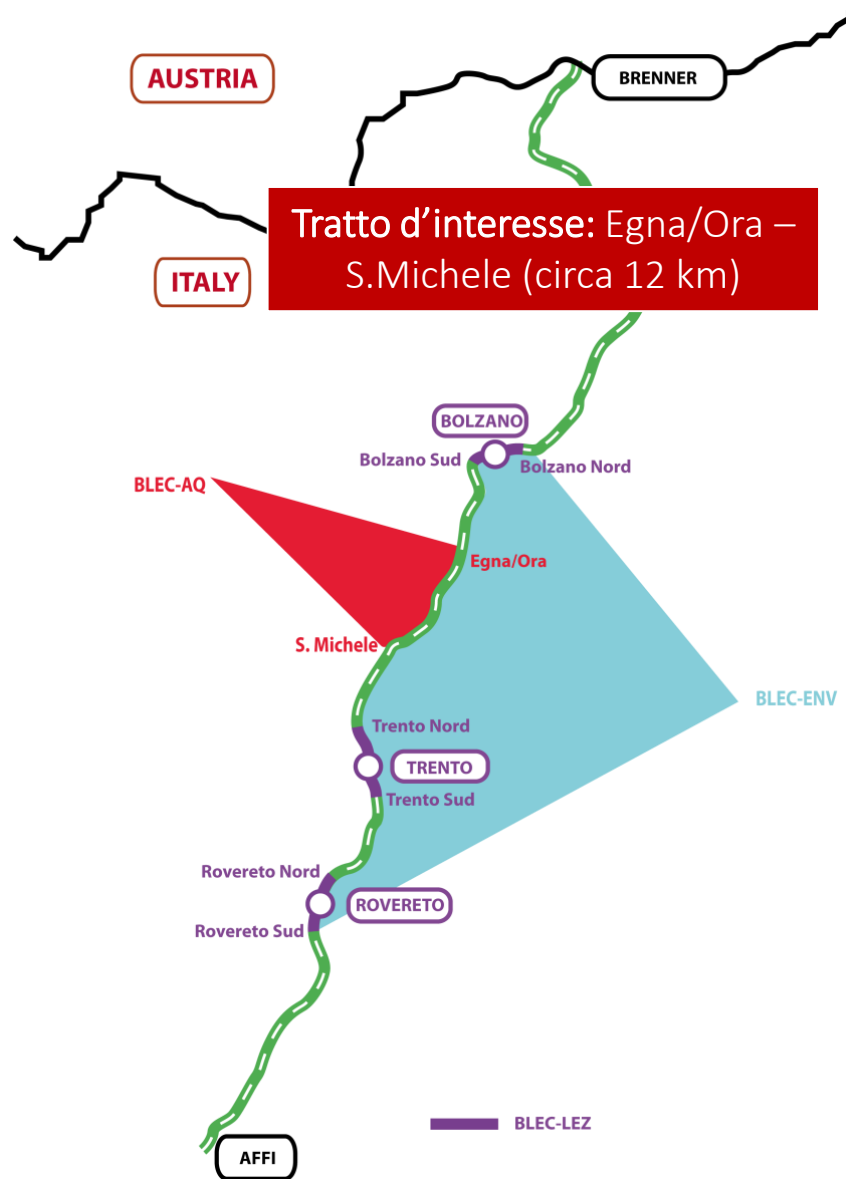 AUSTRIA
BRENNER
Tratto d’interesse: Egna/Ora –
S.Michele (circa 12 km)
ITALY
BOLZANO
Bolzano Sud
Bolzano Nord
BLEC-AQ
Egna/Ora
S. Michele
BLEC-ENV
Trento Nord
TRENTO
Trento Sud
Rovereto Nord
ROVERETO
Rovereto Sud
BLEC-LEZ
AFFI